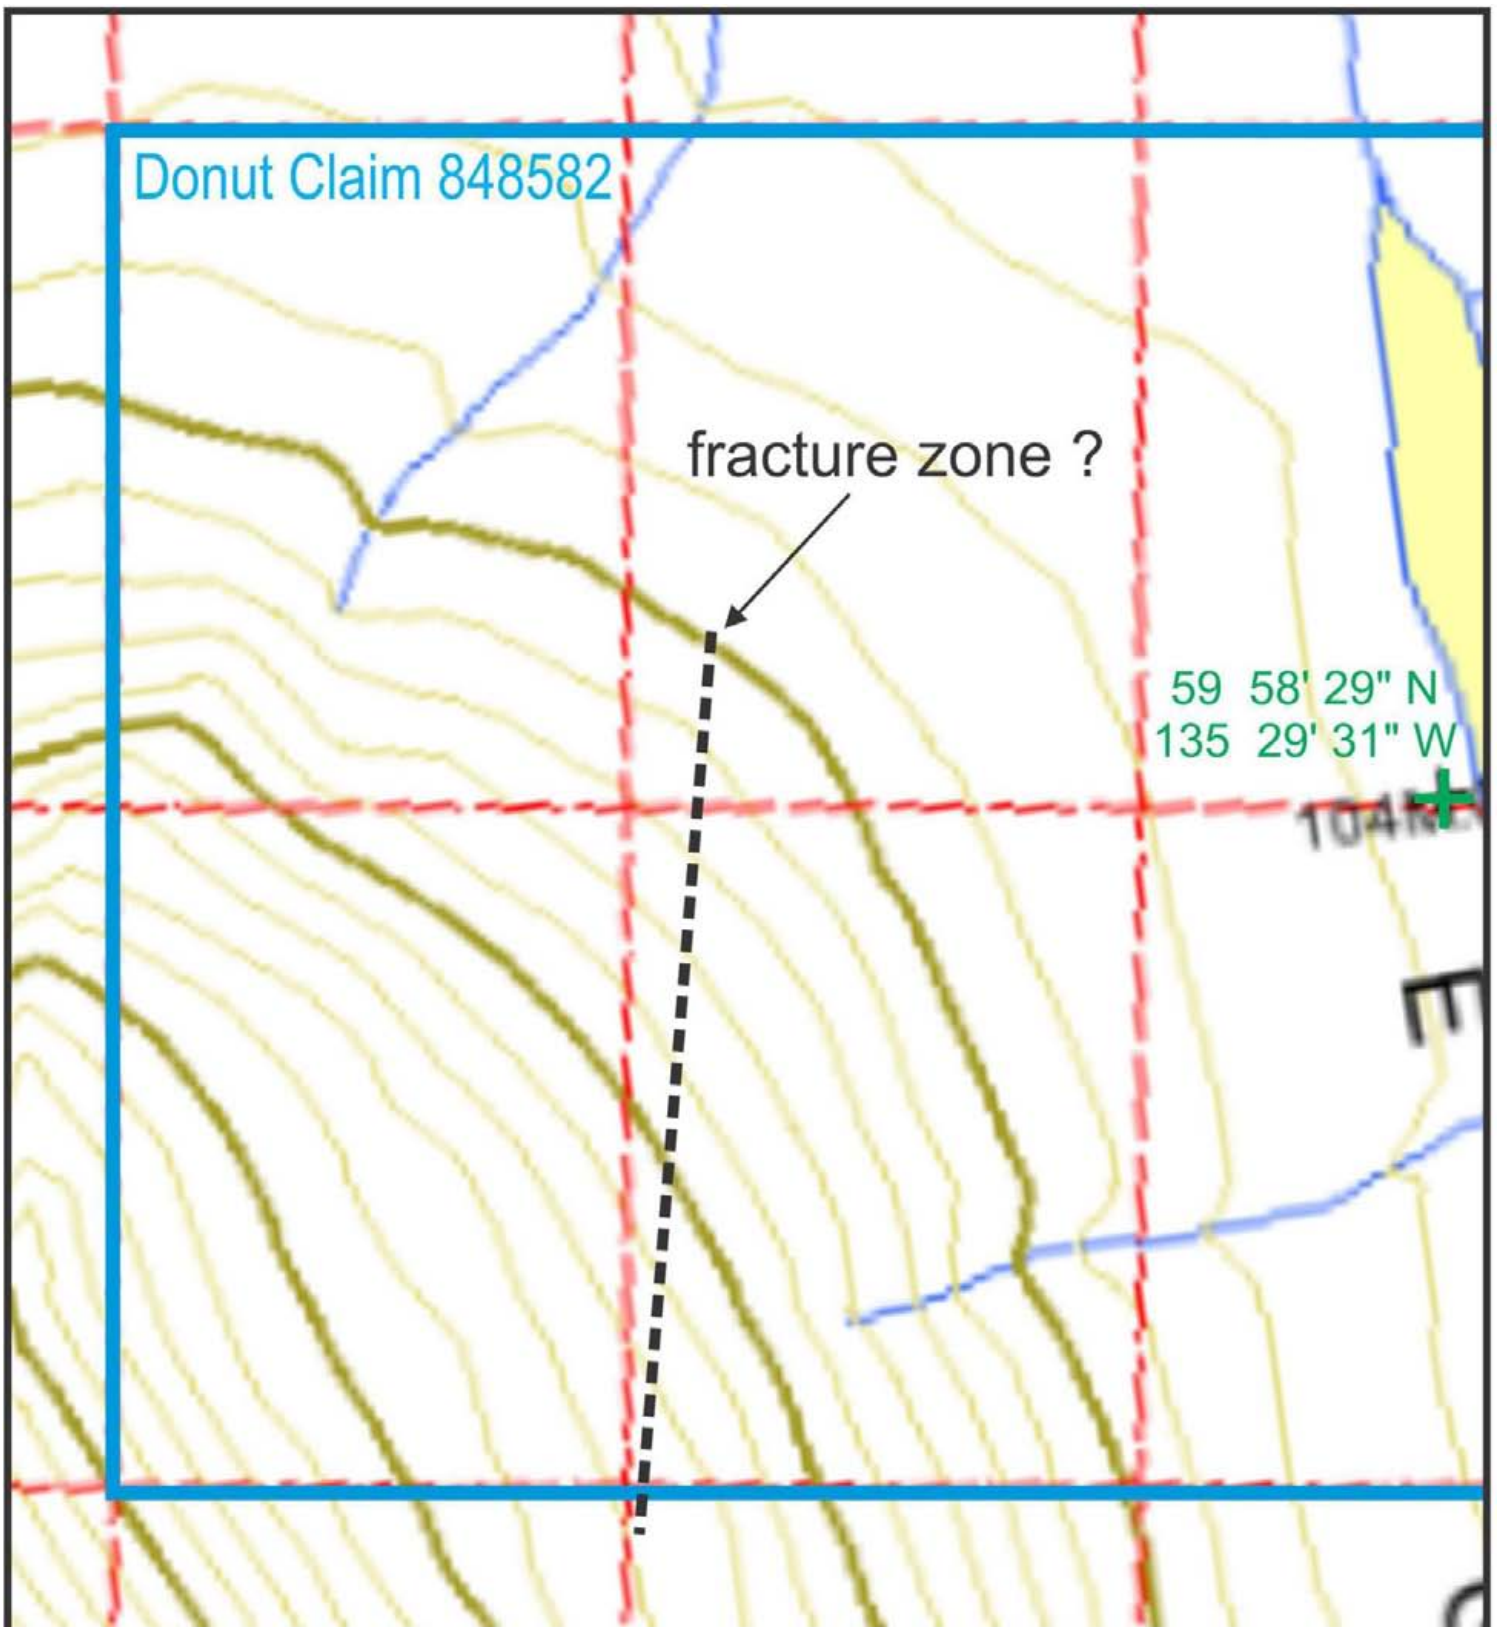 Donut Claim 848582
fracture zone ?
59 58' 29" N
135 29' 31" W
E